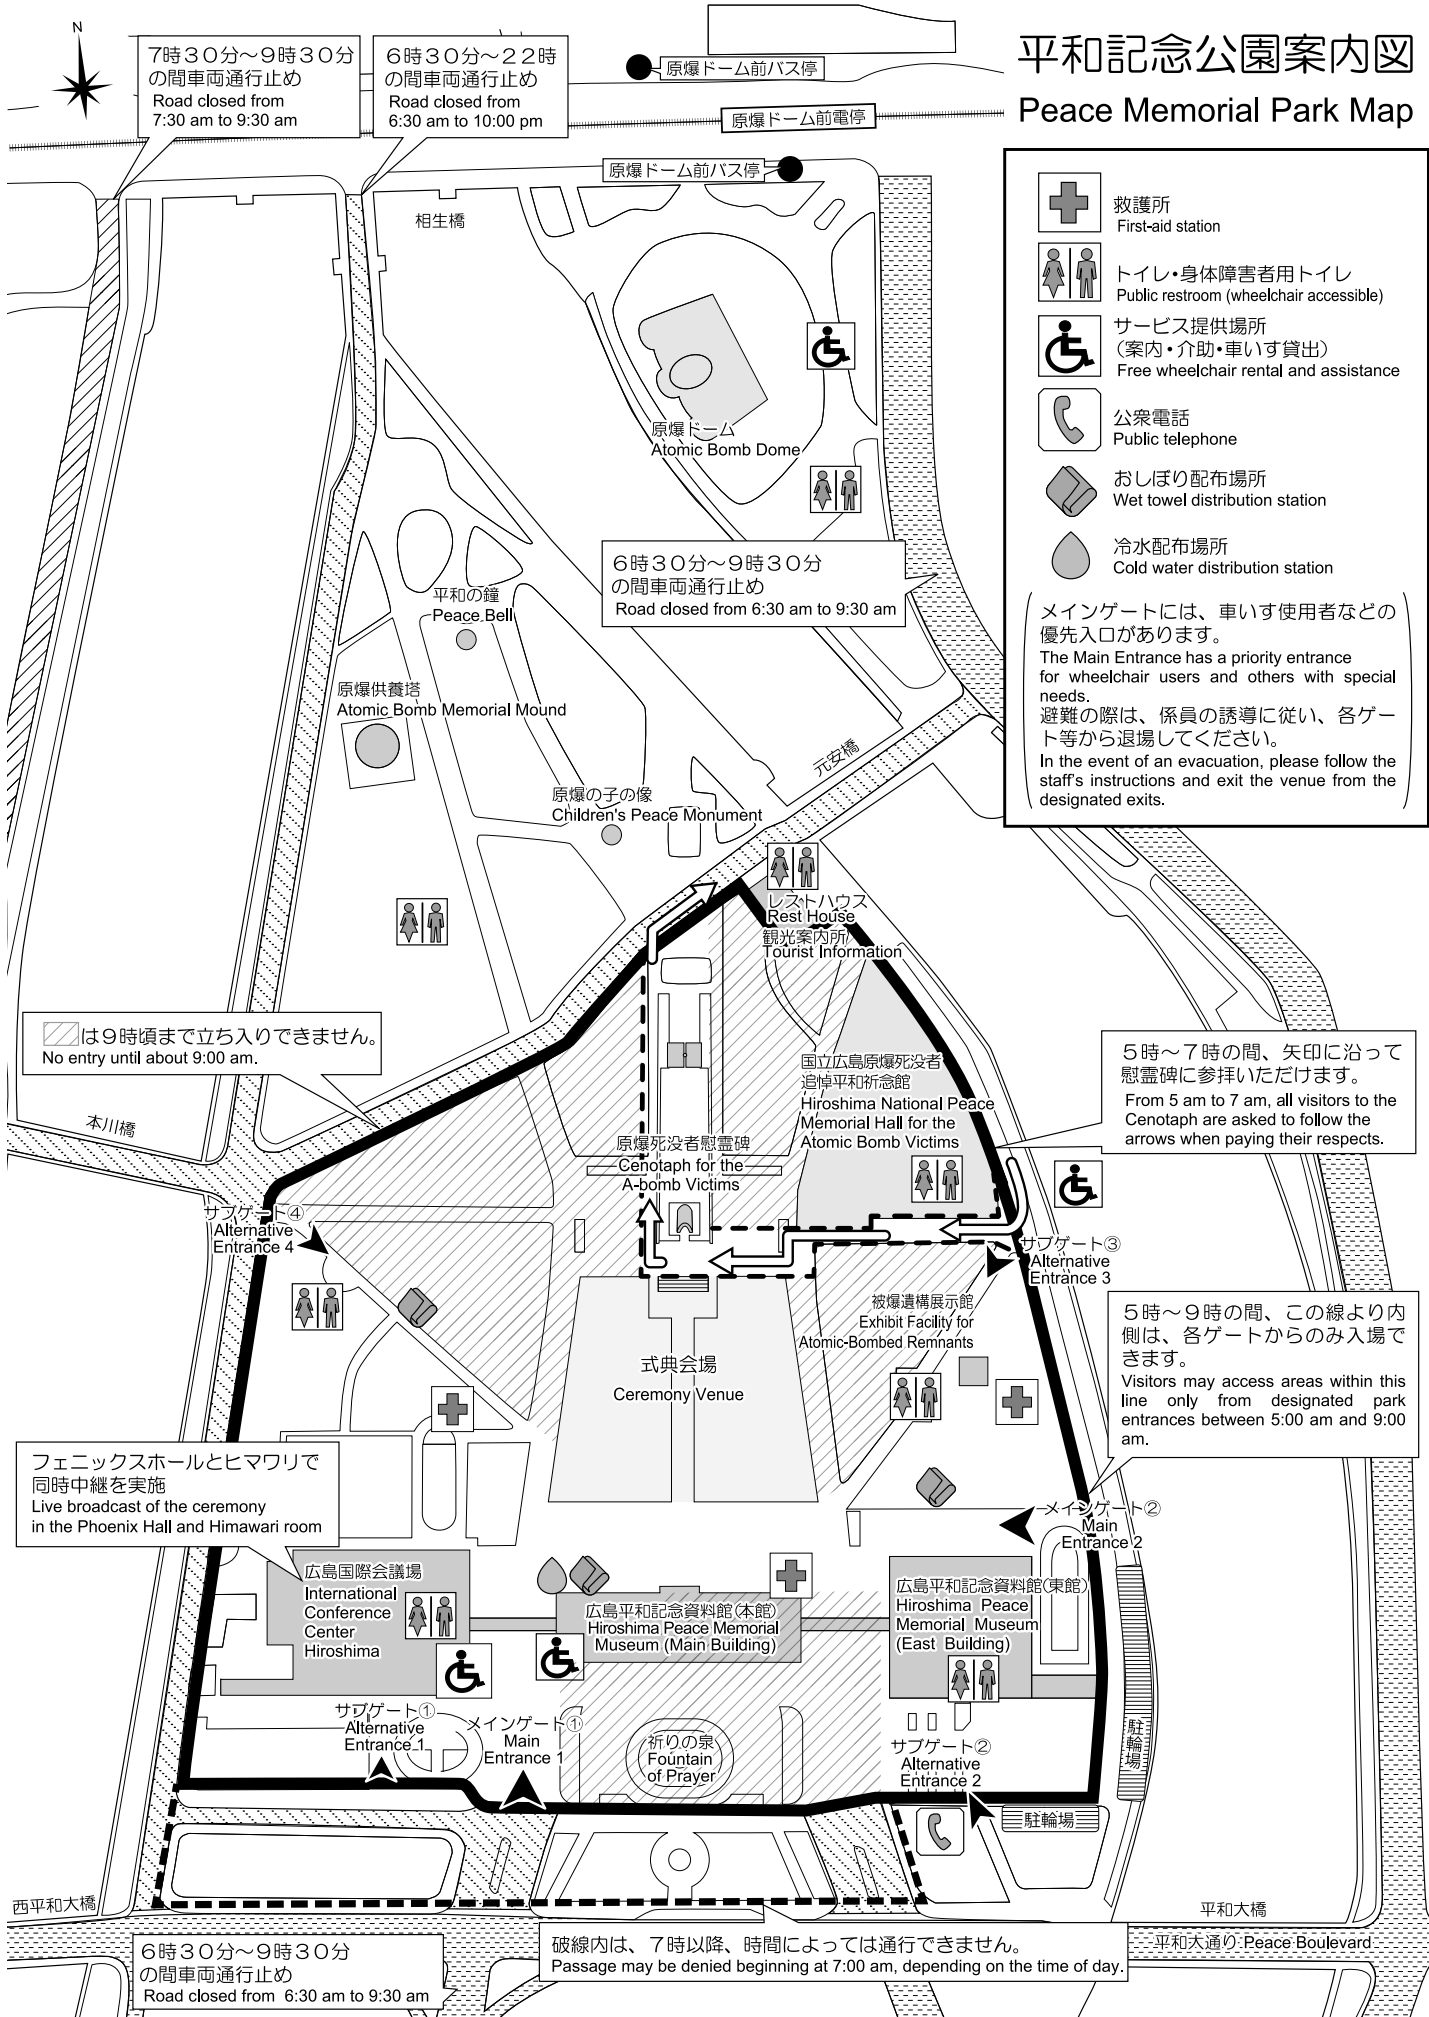 N
平和記念公園案内図
Peace Memorial Park Map
7時30分～9時30分
の間車両通行止め
Road closed from
7:30 am to 9:30 am
6時30分～22時
の間車両通行止め
Road closed from
6:30 am to 10:00 pm
原爆ドーム前バス停
原爆ドーム前電停
原爆ドーム前バス停
相生橋
救護所
First-aid station
トイレ・身体障害者用トイレ
Public restroom (wheelchair accessible)
サービス提供場所
（案内・介助・車いす貸出）
Free wheelchair rental and assistance
公衆電話
Public telephone
おしぼり配布場所
Wet towel distribution station
冷水配布場所
Cold water distribution station
メインゲートには、車いす使用者などの
優先入口があります。
The Main Entrance has a priority entrance
for wheelchair users and others with special
needs.
避難の際は、係員の誘導に従い、各ゲー
ト等から退場してください。
In the event of an evacuation, please follow the
staff's instructions and exit the venue from the
designated exits.
原爆ドーム
Atomic Bomb Dome
6時30分～9時30分
の間車両通行止め
Road closed from 6:30 am to 9:30 am
平和の鐘
Peace Bell
原爆供養塔
Atomic Bomb Memorial Mound
元安橋
原爆の子の像
Children's Peace Monument
レストハウス
Rest House
観光案内所
Tourist Information
は9時頃まで立ち入りできません。
No entry until about 9:00 am.
本川橋
国立広島原爆死没者
追悼平和祈念館
Hiroshima National Peace
Memorial Hall for the
Atomic Bomb Victims
5時～7時の間、矢印に沿って
慰霊碑に参拝いただけます。
From 5 am to 7 am, all visitors to the
Cenotaph are asked to follow the
arrows when paying their respects.
原爆死没者慰霊碑
Cenotaph for the
A-bomb Victims
サブゲート④
Alternative
Entrance 4
サブゲート③
Alternative
Entrance 3
被爆遺構展示館
Exhibit Facility for
Atomic-Bombed Remnants
5時～9時の間、この線より内
側は、各ゲートからのみ入場で
きます。
Visitors may access areas within this
line only from designated park
entrances between 5:00 am and 9:00
am.
式典会場
Ceremony Venue
フェニックスホールとヒマワリで
同時中継を実施
Live broadcast of the ceremony
in the Phoenix Hall and Himawari room
メインゲート②
Main
Entrance 2
広島国際会議場
International
Conference
Center
Hiroshima
広島平和記念資料館(本館)
Hiroshima Peace Memorial
Museum (Main Building)
広島平和記念資料館(東館)
Hiroshima Peace
Memorial Museum
(East Building)
サブゲート①
Alternative
Entrance 1
メインゲート①
Main
Entrance 1
祈りの泉
Fountain
of Prayer
サブゲート②
Alternative
Entrance 2
駐輪場
駐輪場
西平和大橋
平和大橋
平和大通り Peace Boulevard
6時30分～9時30分
の間車両通行止め
Road closed from 6:30 am to 9:30 am
破線内は、7時以降、時間によっては通行できません。
Passage may be denied beginning at 7:00 am, depending on the time of day.